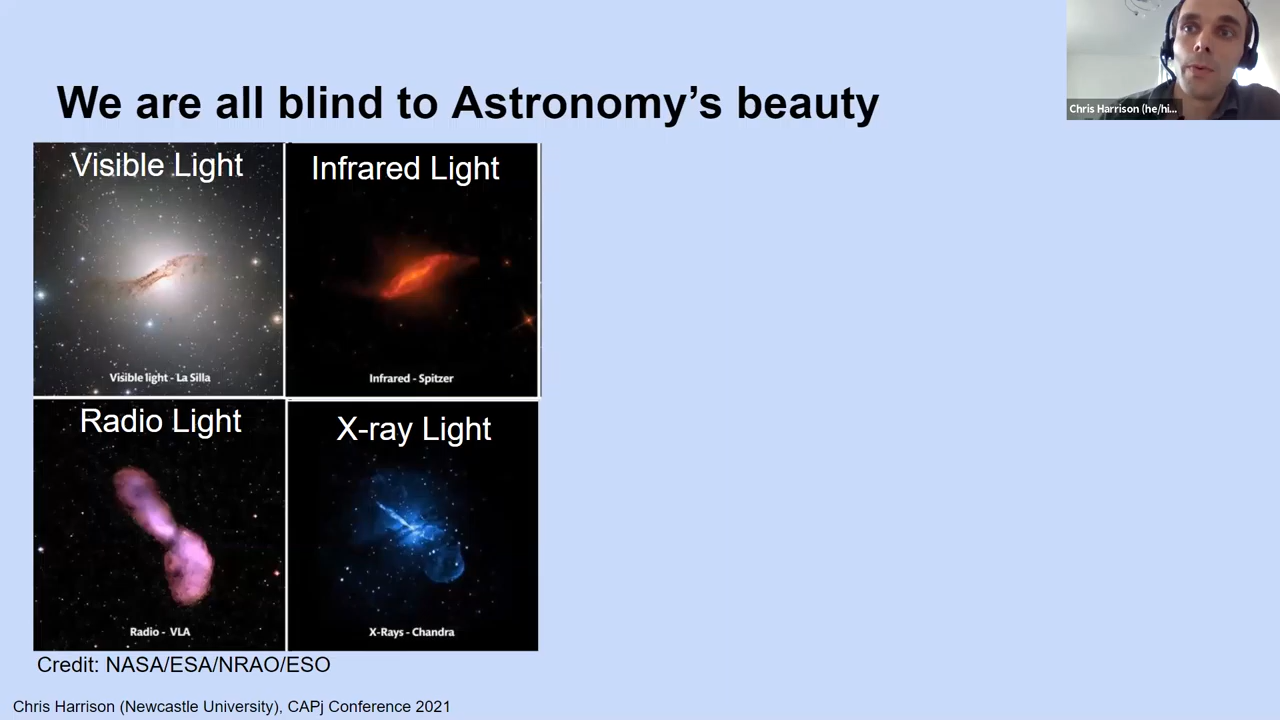 We are all blind to Astronomy’s beauty
Chris Harrison (he/hi...
Visible Light
Infrared Light
Visible light - La Silla
Infrared - Spitzer
Radio Light
X-ray Light
Radio - VLA
X-Rays - Chandra
Credit: NASA/ESA/NRAO/ESO
Chris Harrison (Newcastle University), CAPj Conference 2021